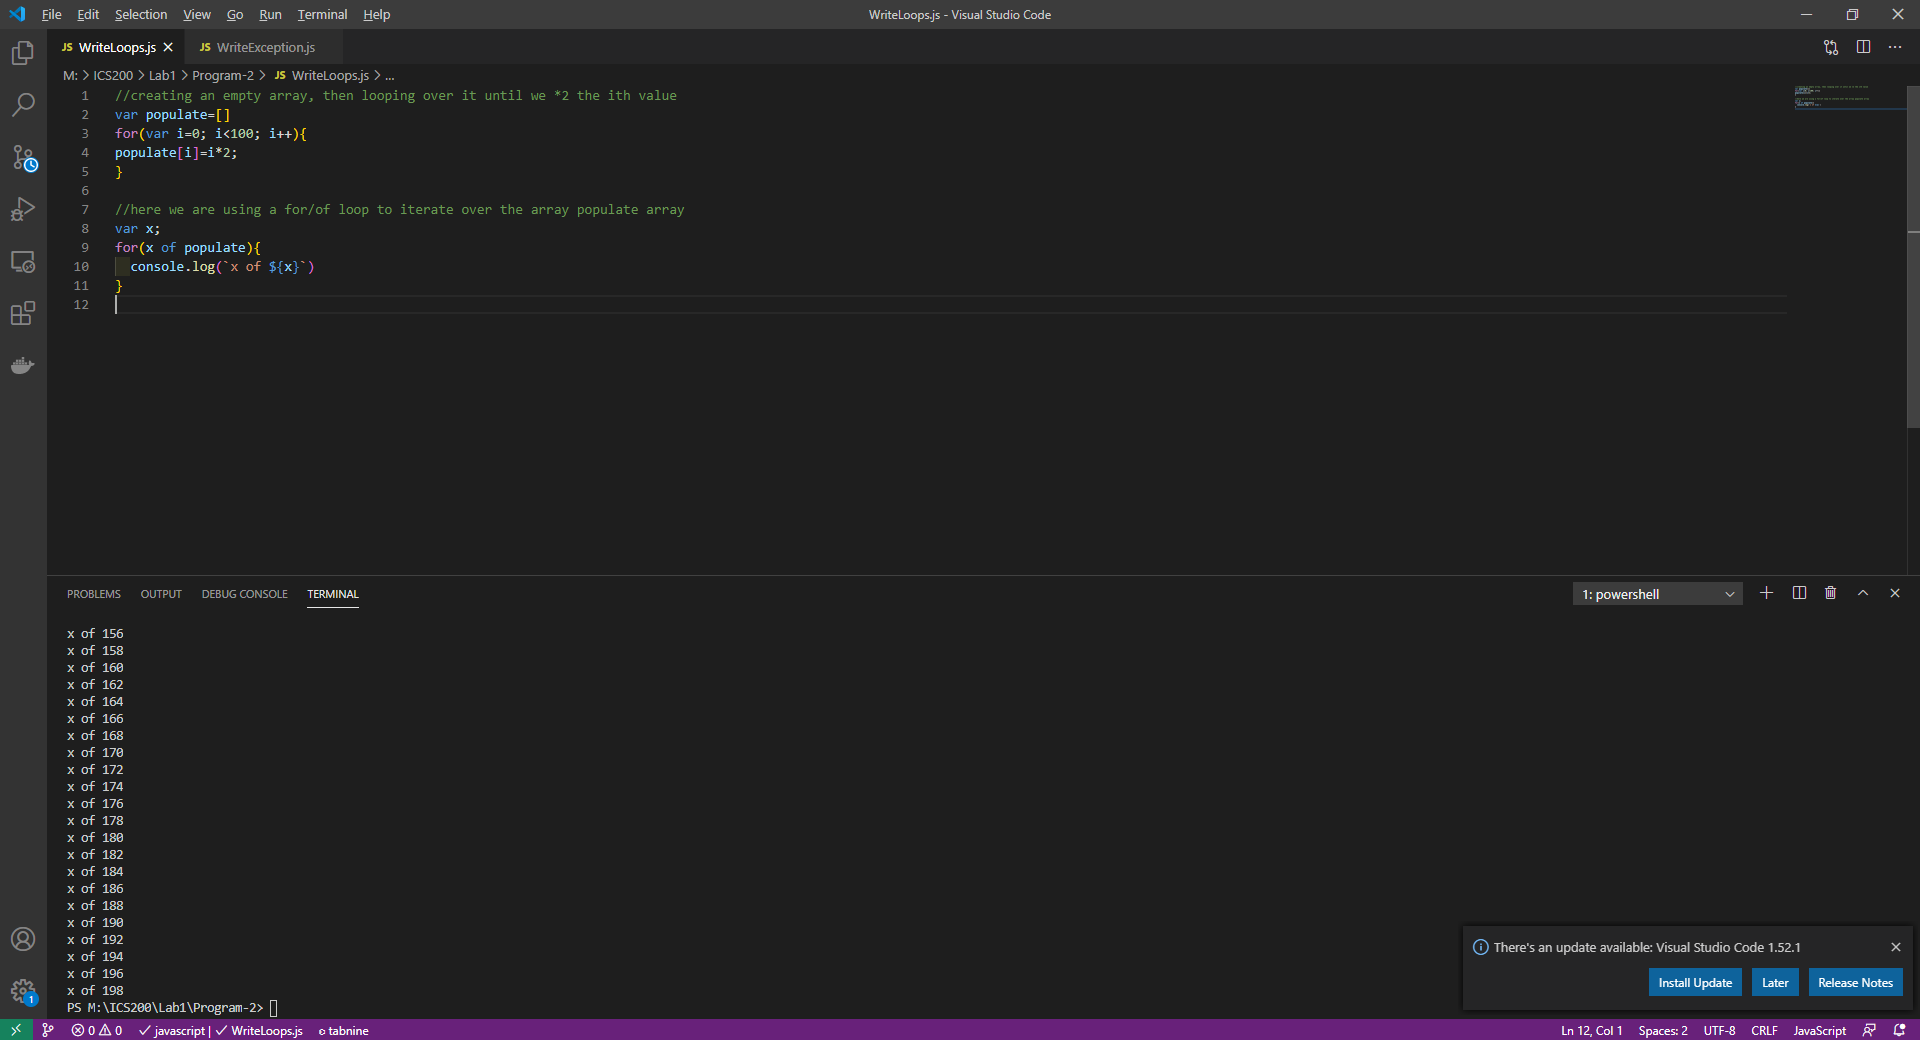 File Edit Selection View Go Run Terminal Help
WriteLoops.js - Visual Studio Code
JS WriteLoops.js
JS WriteException.js
M: > ICS200 > Lab1 > Program-2 > JS WriteLoops.js > ...
1 //creating an empty array, then looping over it until we *2 the ith value
2 var populate=[]
3 for(var i=0; i<100; i++){
4 populate[i]=i*2;
5 }
6
7 //here we are using a for/of loop to iterate over the array populate array
8 var x;
9 for(x of populate){
10 console.log(`x of ${x}`)
11 }
12
PROBLEMS OUTPUT DEBUG CONSOLE TERMINAL
1: powershell
x of 156
x of 158
x of 160
x of 162
x of 164
x of 166
x of 168
x of 170
x of 172
x of 174
x of 176
x of 178
x of 180
x of 182
x of 184
x of 186
x of 188
x of 190
x of 192
x of 194
x of 196
x of 198
PS M:\ICS200\Lab1\Program-2>
There's an update available: Visual Studio Code 1.52.1
Install Update Later Release Notes
1
0 0 javascript | WriteLoops.js tabnine
Ln 12, Col 1 Spaces: 2 UTF-8 CRLF JavaScript